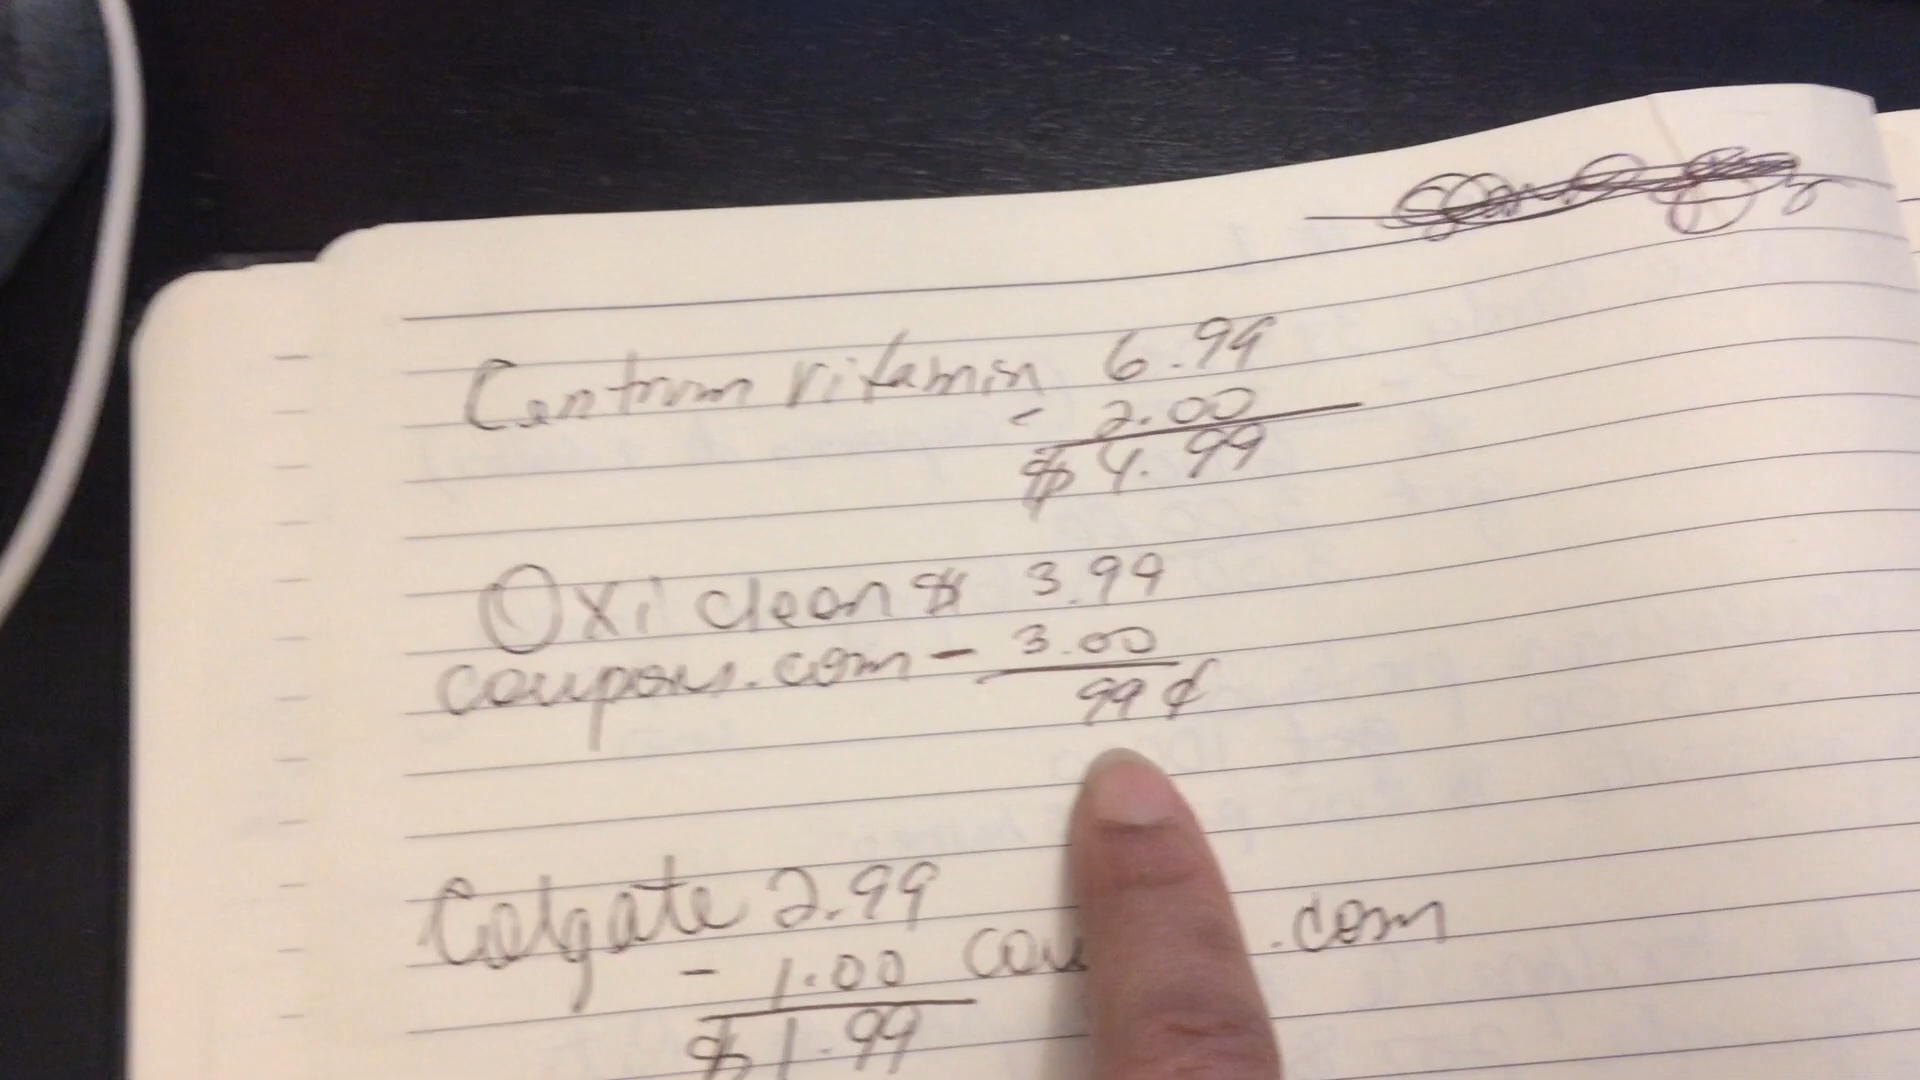 Centrum vitamin 6.99
- 2.00
$ 4.99
Oxi clean $ 3.99
coupons.com - 3.00
99 ¢
Colgate 2.99
- 1.00 cou .com
$ 1.99